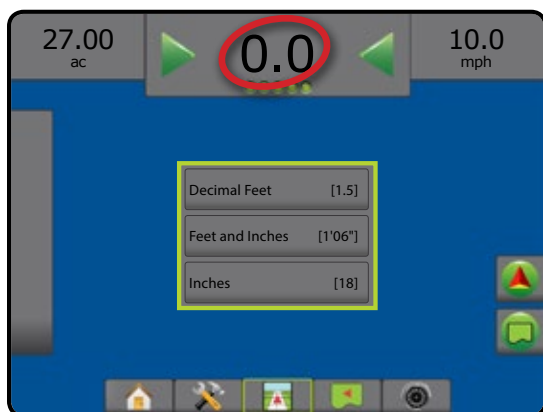 27.00
ac
0.0
10.0
mph
Decimal Feet [1.5]
Feet and Inches [1'06"]
Inches [18]